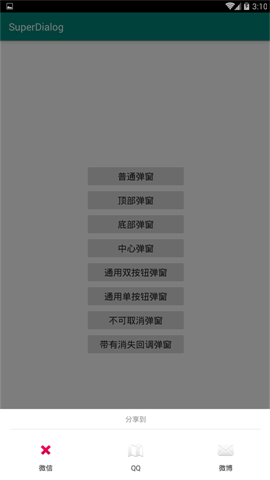 3:10
SuperDialog
普通弹窗
顶部弹窗
底部弹窗
中心弹窗
通用双按钮弹窗
通用单按钮弹窗
不可取消弹窗
带有消失回调弹窗
分享到
微信
QQ
微博